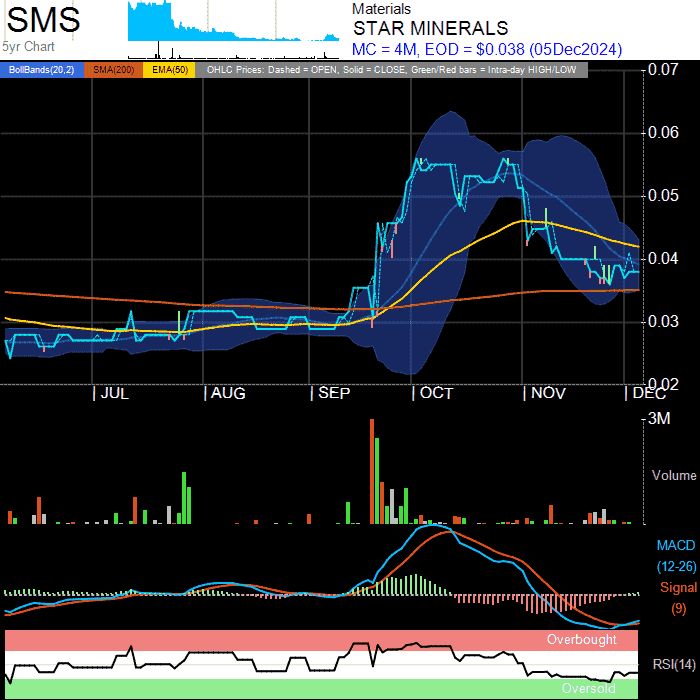 SMS
5yr Chart
Materials
STAR MINERALS
MC = 4M, EOD = $0.038 (05Dec2024)
BollBands(20,2) SMA(200) EMA(50) OHLC Prices: Dashed = OPEN, Solid = CLOSE, Green/Red bars = Intra-day HIGH/LOW
0.07
0.06
0.05
0.04
0.03
0.02
JUL AUG SEP OCT NOV DEC
3M
Volume
MACD
(12-26)
Signal
(9)
Overbought
RSI(14)
Oversold